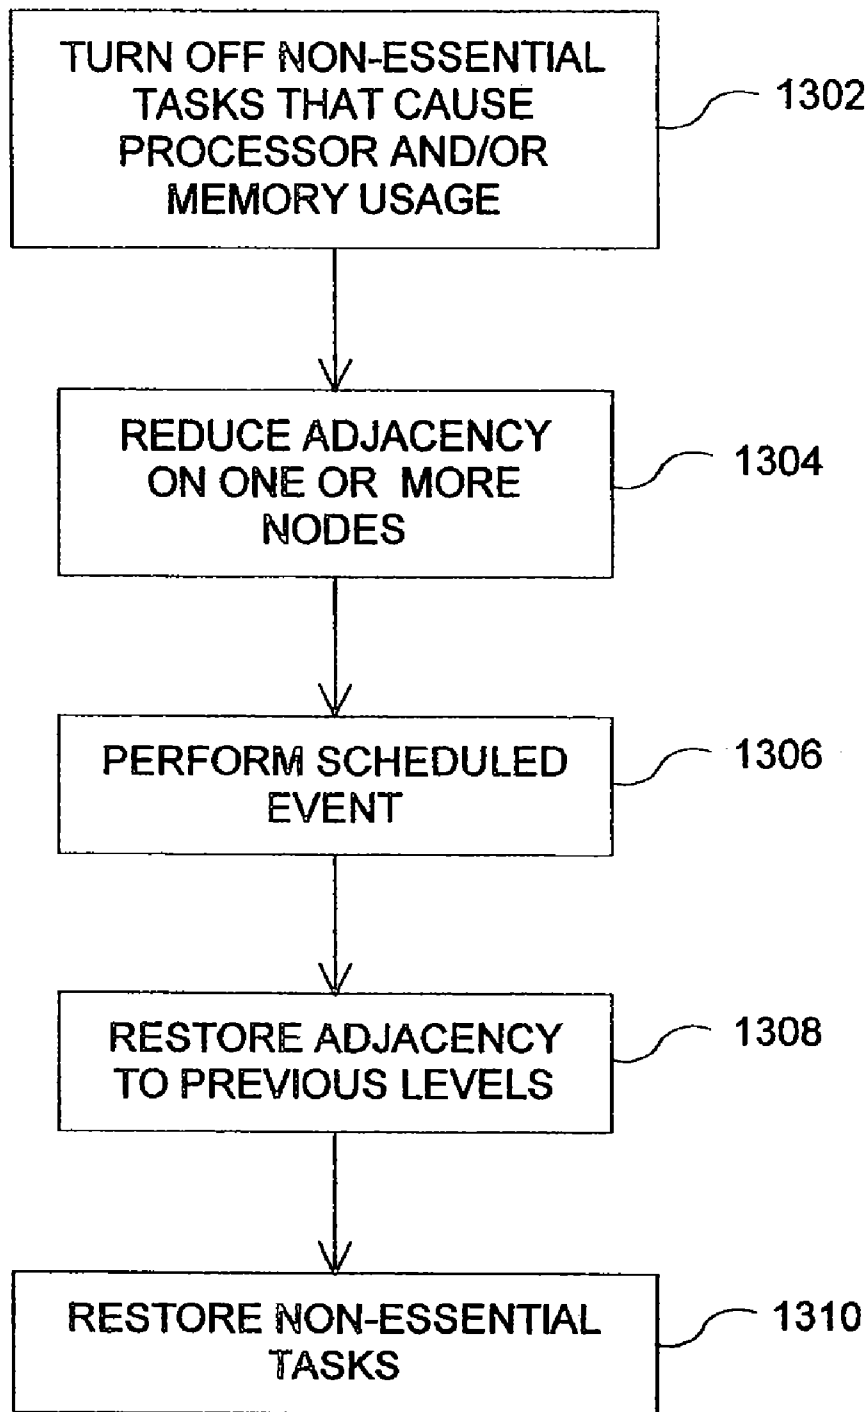 TURN OFF NON-ESSENTIAL
TASKS THAT CAUSE
PROCESSOR AND/OR
MEMORY USAGE
1302
REDUCE ADJACENCY
ON ONE OR MORE
NODES
1304
PERFORM SCHEDULED
EVENT
1306
RESTORE ADJACENCY
TO PREVIOUS LEVELS
1308
RESTORE NON-ESSENTIAL
TASKS
1310